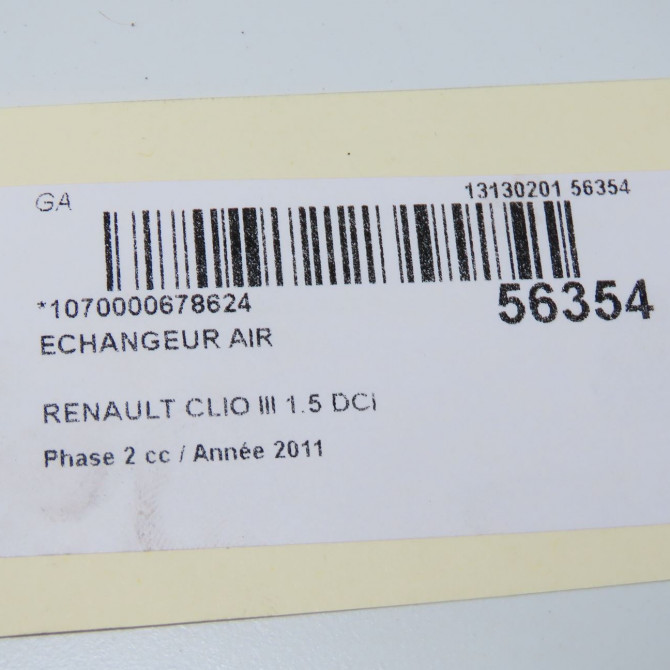 GA
13130201 56354
*1070000678624
56354
ECHANGEUR AIR
RENAULT CLIO III 1.5 DCI
Phase 2 cc / Année 2011